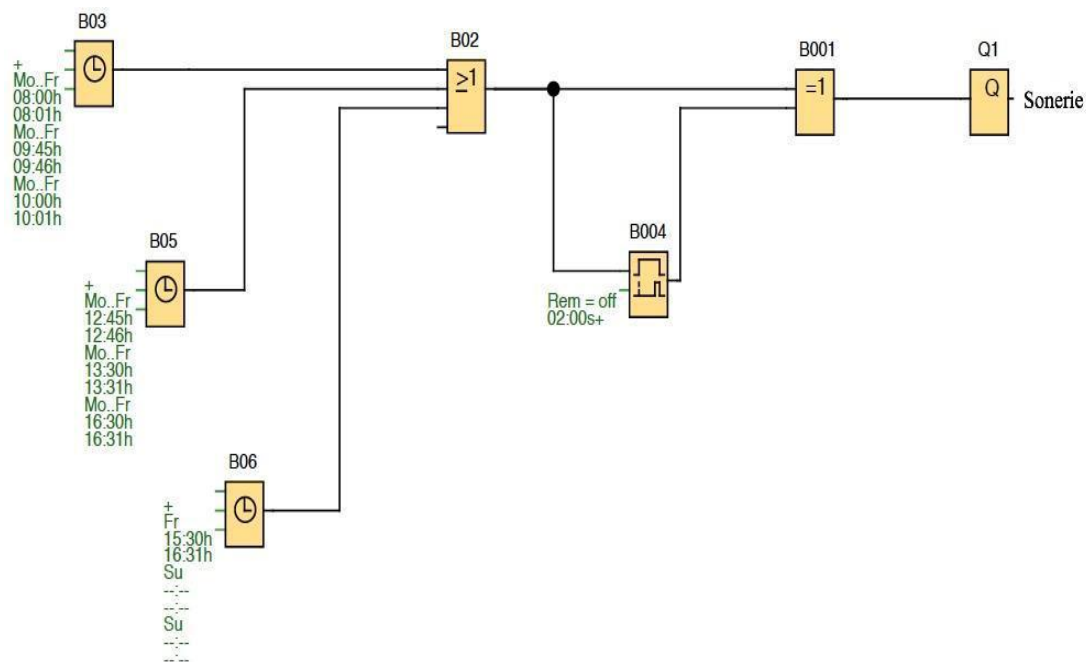 B03
+
Mo..Fr
08:00h
08:01h
Mo..Fr
09:45h
09:46h
Mo..Fr
10:00h
10:01h
B05
+
Mo..Fr
12:45h
12:46h
Mo..Fr
13:30h
13:31h
Mo..Fr
16:30h
16:31h
B06
+
Fr
15:30h
16:31h
Su
--:--
--:--
Su
--:--
--:--
B02
≥1
B004
Rem = off
02:00s+
B001
=1
Q1
Q
Sonerie